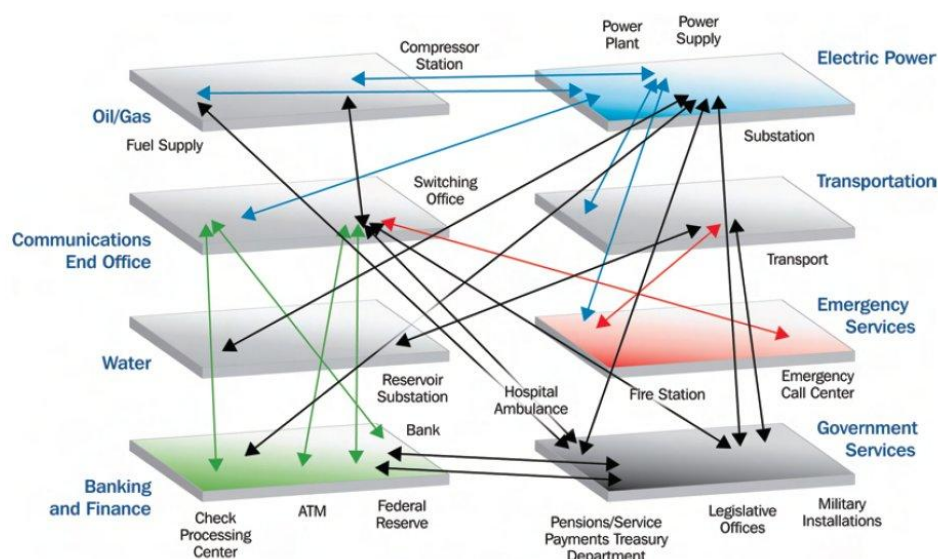 Power
Plant
Power
Supply
Compressor
Station
Electric Power
Oil/Gas
Fuel Supply
Substation
Switching
Office
Transportation
Communications
End Office
Transport
Emergency
Services
Water
Reservoir
Substation
Hospital
Ambulance
Fire Station
Emergency
Call Center
Bank
Government
Services
Banking
and Finance
Check
Processing
Center
ATM
Federal
Reserve
Pensions/Service
Payments Treasury
Department
Legislative
Offices
Military
Installations